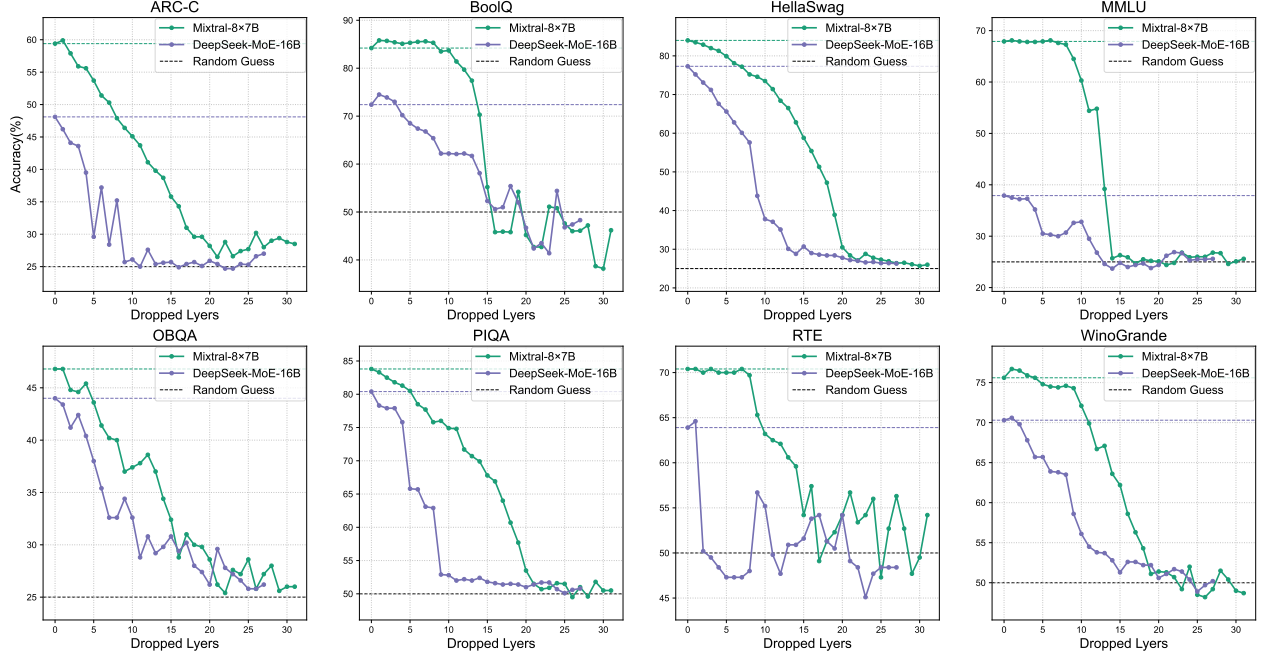 ARC-C
Accuracy(%)
60
55
50
45
40
35
30
25
0 5 10 15 20 25 30
Dropped Lyers
Mixtral-8×7B
DeepSeek-MoE-16B
Random Guess
BoolQ
90
80
70
60
50
40
0 5 10 15 20 25 30
Dropped Lyers
Mixtral-8×7B
DeepSeek-MoE-16B
Random Guess
HellaSwag
80
70
60
50
40
30
20
0 5 10 15 20 25 30
Dropped Lyers
Mixtral-8×7B
DeepSeek-MoE-16B
Random Guess
MMLU
70
60
50
40
30
20
0 5 10 15 20 25 30
Dropped Lyers
Mixtral-8×7B
DeepSeek-MoE-16B
Random Guess
OBQA
45
40
35
30
25
0 5 10 15 20 25 30
Dropped Lyers
Mixtral-8×7B
DeepSeek-MoE-16B
Random Guess
PIQA
85
80
75
70
65
60
55
50
0 5 10 15 20 25 30
Dropped Lyers
Mixtral-8×7B
DeepSeek-MoE-16B
Random Guess
RTE
70
65
60
55
50
45
0 5 10 15 20 25 30
Dropped Lyers
Mixtral-8×7B
DeepSeek-MoE-16B
Random Guess
WinoGrande
75
70
65
60
55
50
0 5 10 15 20 25 30
Dropped Lyers
Mixtral-8×7B
DeepSeek-MoE-16B
Random Guess